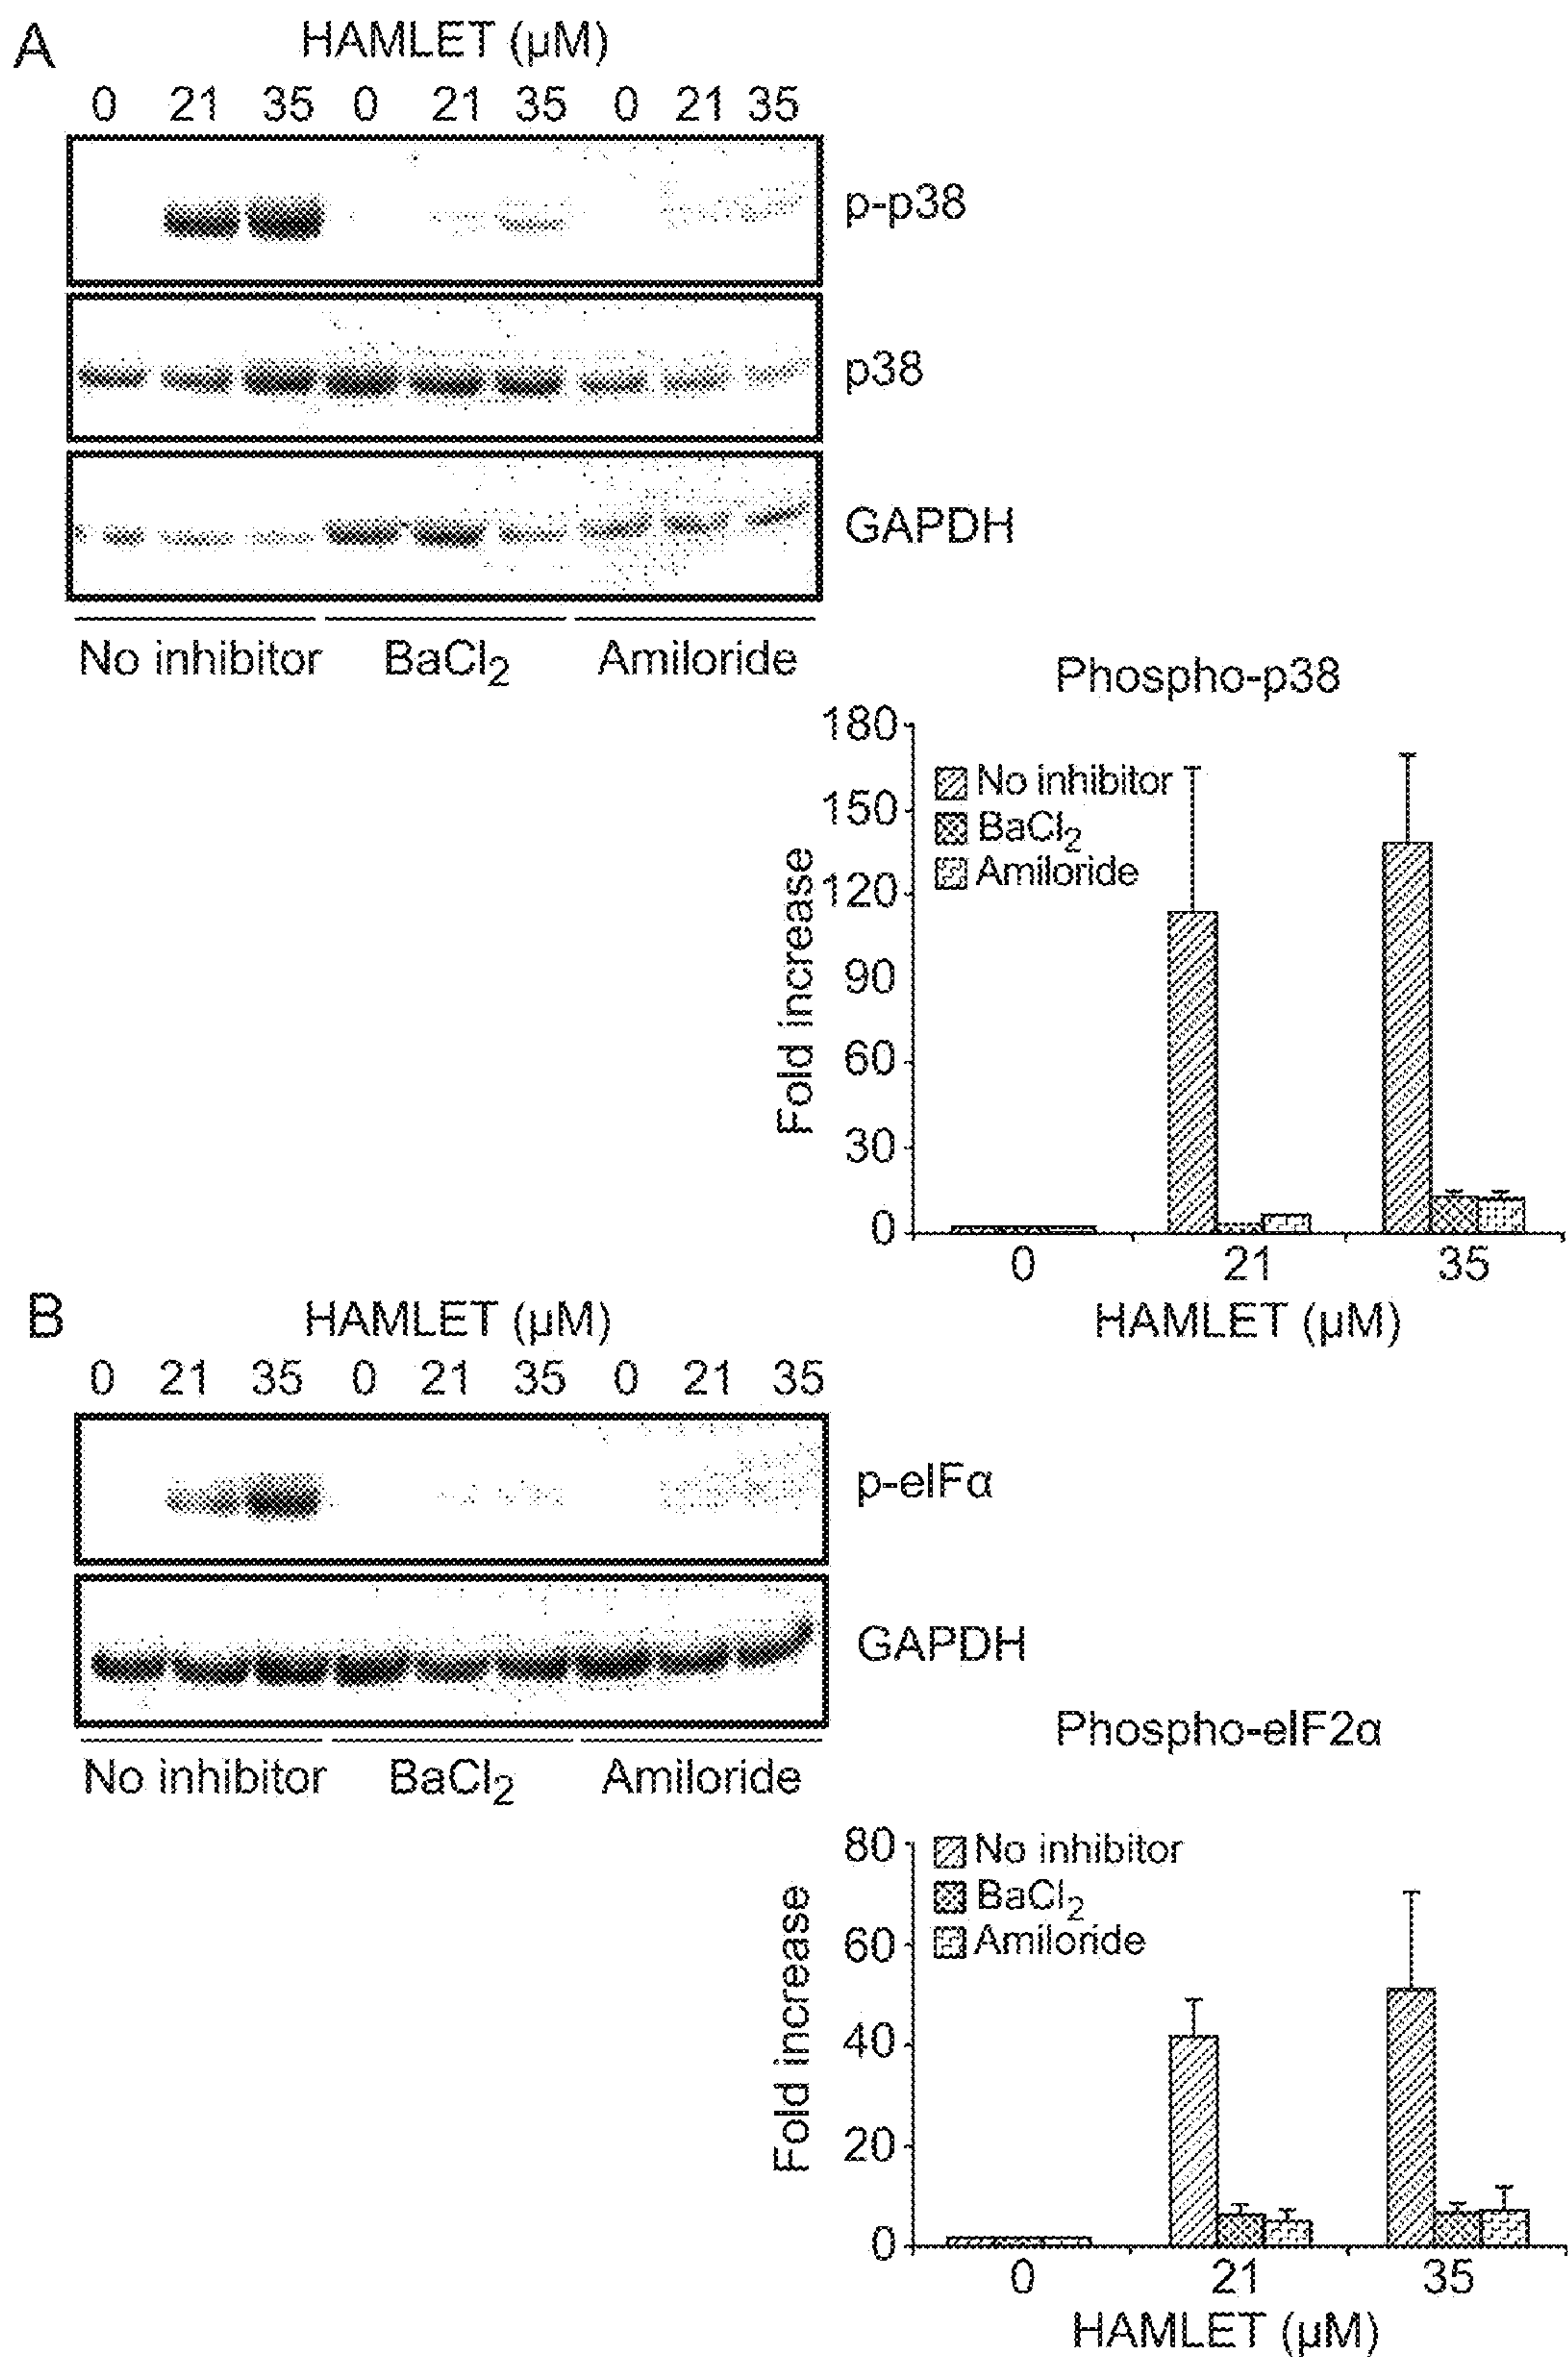 A
HAMLET (µM)
0 21 35 0 21 35 0 21 35
p-p38
p38
GAPDH
No inhibitor BaCl2 Amiloride
Phospho-p38
180
150
120
90
60
30
0
Fold increase
No inhibitor
BaCl2
Amiloride
0 21 35
HAMLET (µM)
B
HAMLET (µM)
0 21 35 0 21 35 0 21 35
p-eIFα
GAPDH
No inhibitor BaCl2 Amiloride
Phospho-eIF2α
80
60
40
20
0
Fold increase
No inhibitor
BaCl2
Amiloride
0 21 35
HAMLET (µM)